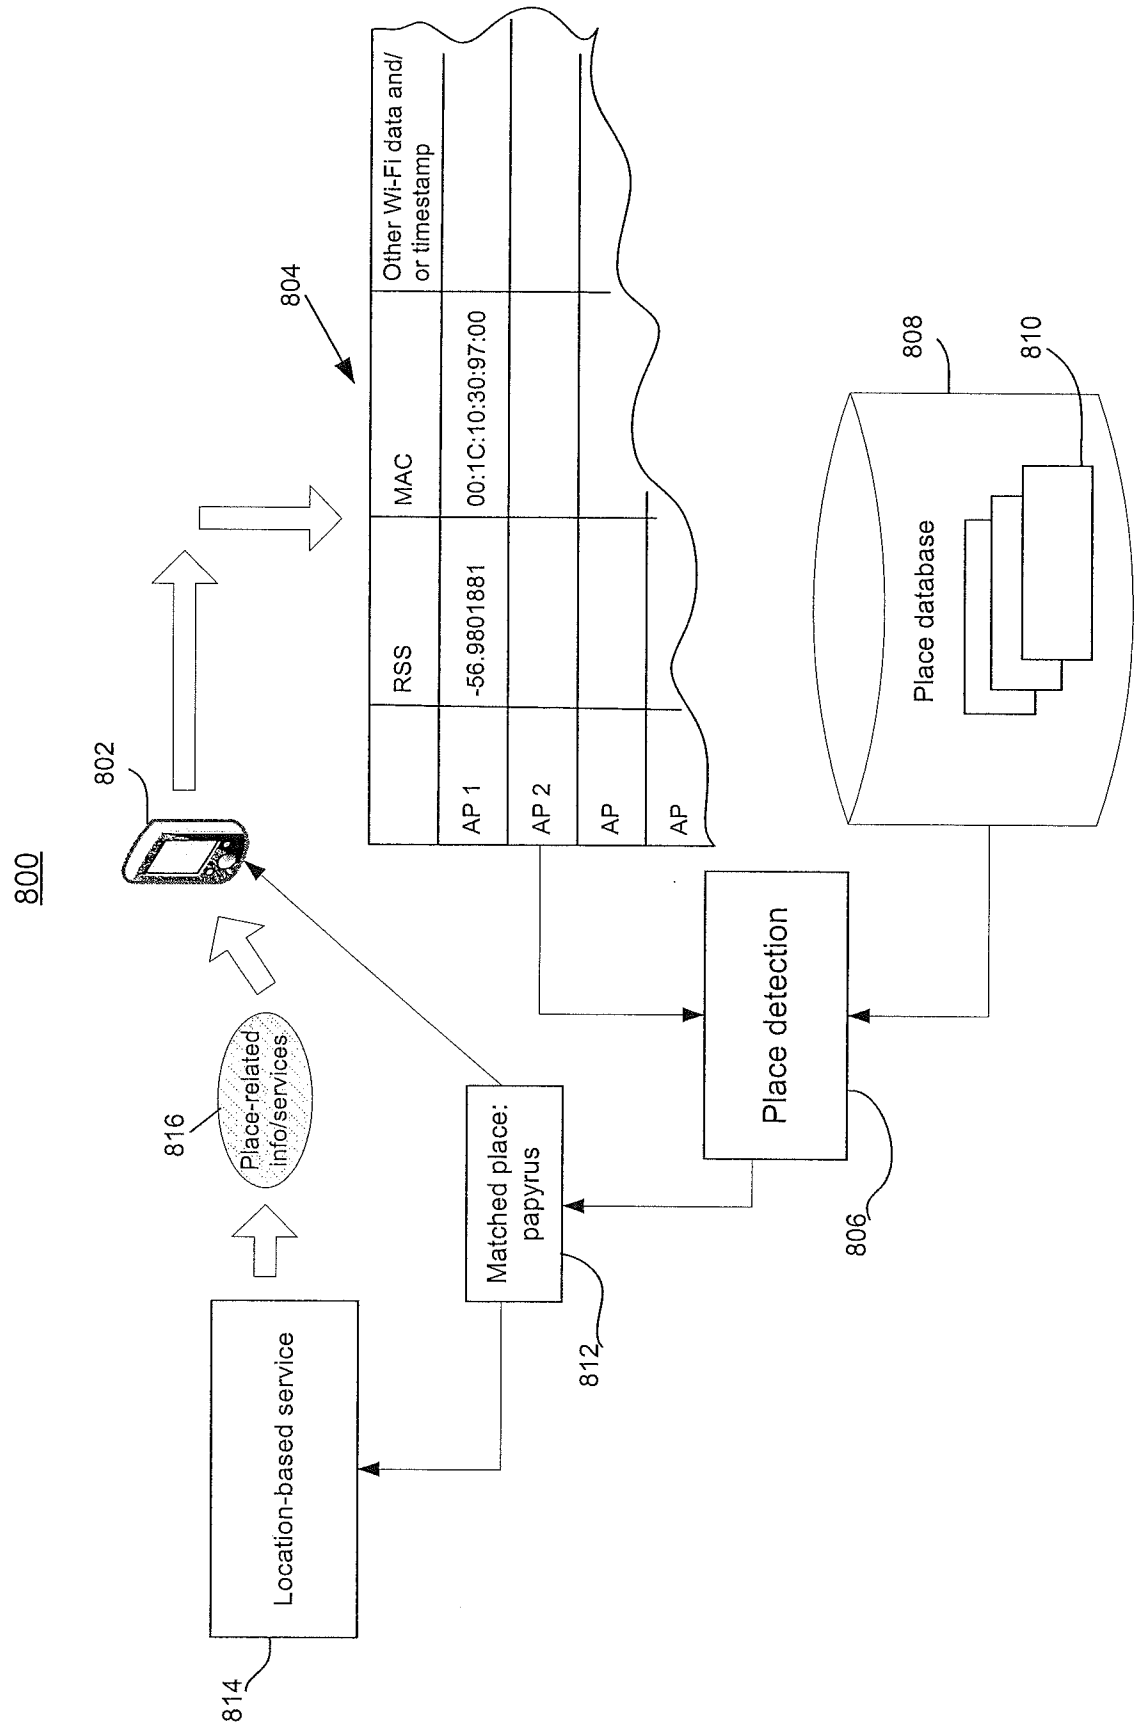 800
802
804
RSS
MAC
Other Wi-Fi data and/
or timestamp
AP 1
-56.9801881
00:1C:10:30:97:00
AP 2
AP
AP
814
Location-based service
816
Place-related
info/services
812
Matched place:
papyrus
806
Place detection
Place database
808
810